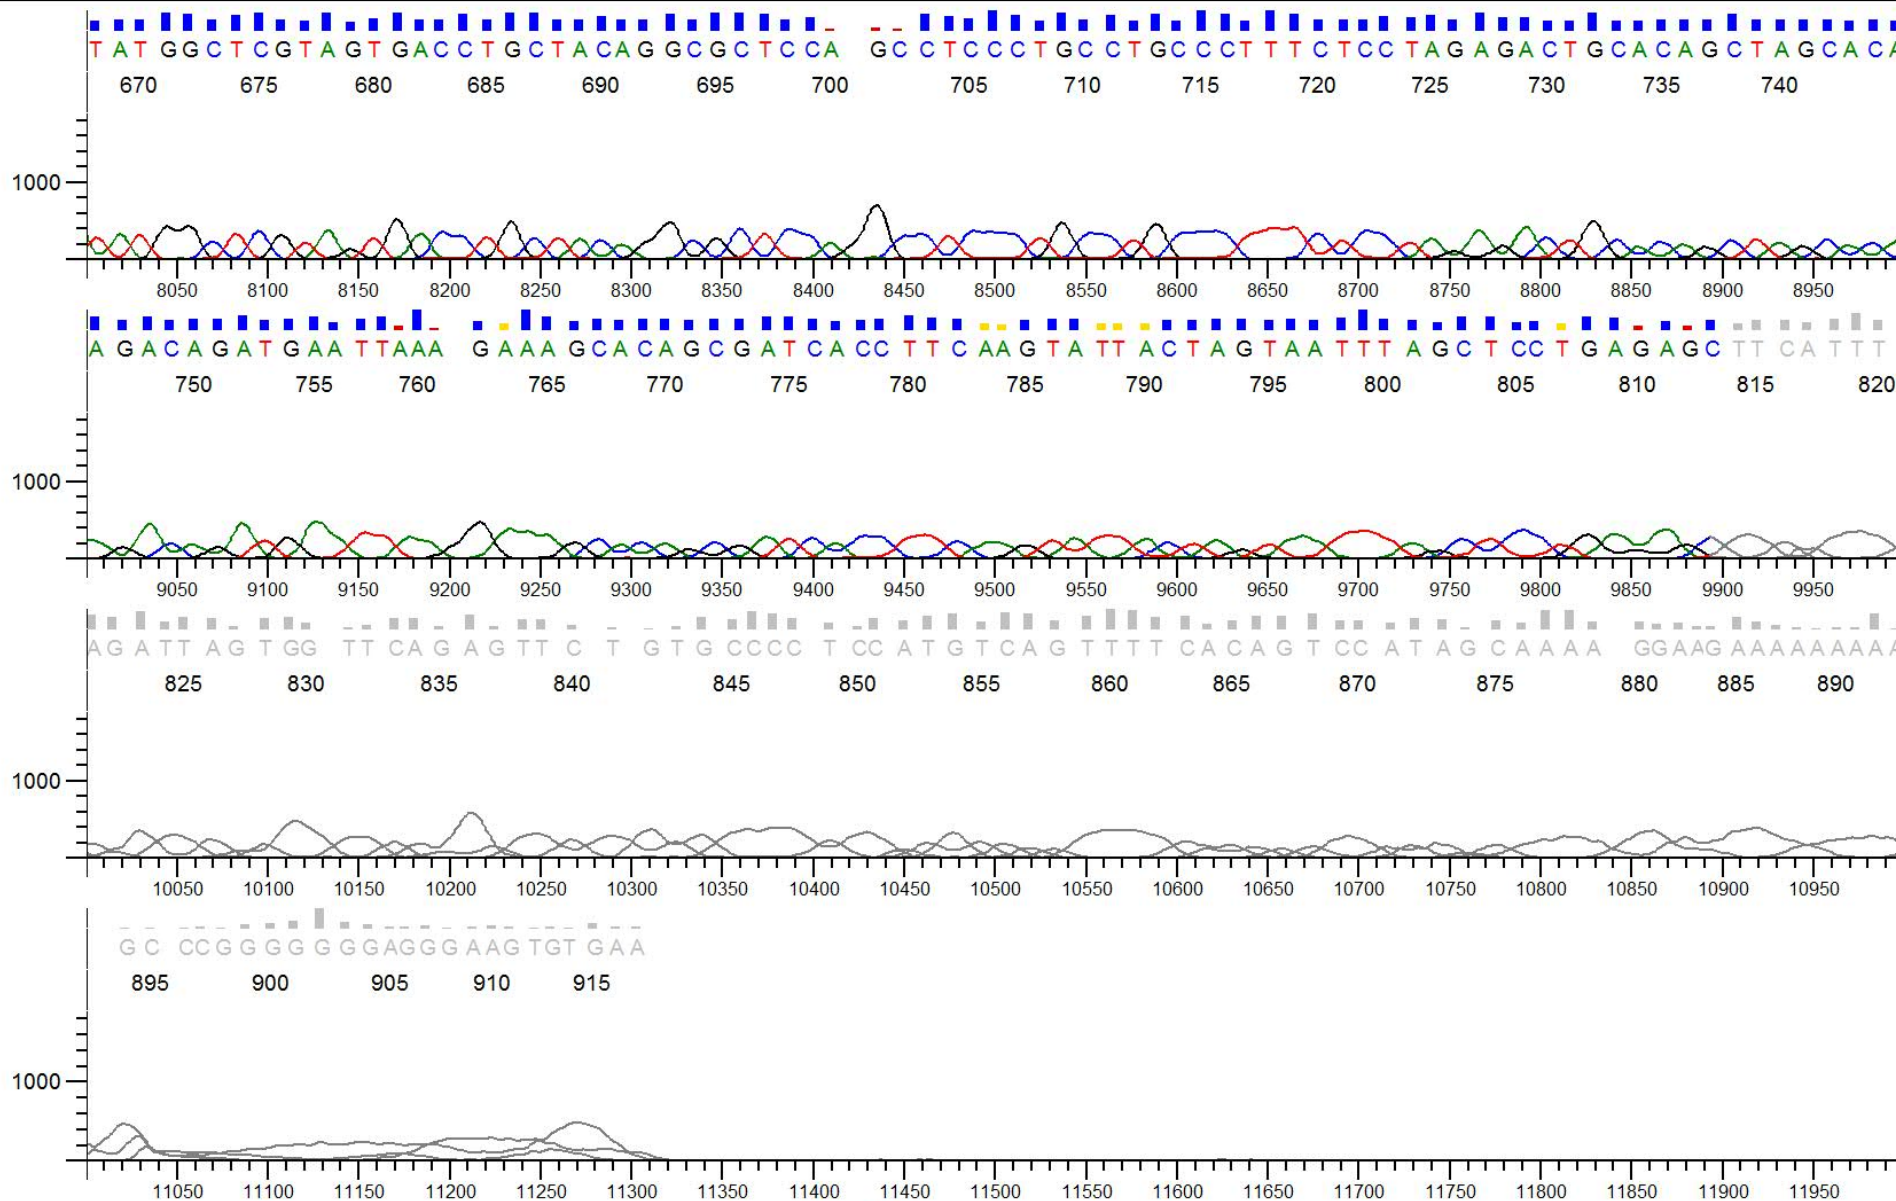 TATGGCTCGTAGTGACCTGCTACAGGCGCTCCA GCCTCCCTGCCTGCCCTTTCTCCTAGAGACTGCACAGCTAGCACA
670 675 680 685 690 695 700 705 710 715 720 725 730 735 740
1000
8050 8100 8150 8200 8250 8300 8350 8400 8450 8500 8550 8600 8650 8700 8750 8800 8850 8900 8950
AGACAGATGAATTAAA GAAAGCACAGCGATCACCTTCAAGTATTACTAGTAATTTAGCTCCTGAGAGCTTCATTT
750 755 760 765 770 775 780 785 790 795 800 805 810 815 820
1000
9050 9100 9150 9200 9250 9300 9350 9400 9450 9500 9550 9600 9650 9700 9750 9800 9850 9900 9950
AGATTAGTGG TTCAGAGTTC T GTGCCCC TCCATGTCAGTTTTCACAGTCCATAGCAAAA GGAAGAAAAAAAAA
825 830 835 840 845 850 855 860 865 870 875 880 885 890
1000
10050 10100 10150 10200 10250 10300 10350 10400 10450 10500 10550 10600 10650 10700 10750 10800 10850 10900 10950
GC CCGGGGGGGAGGGAAGTGTGAA
895 900 905 910 915
1000
11050 11100 11150 11200 11250 11300 11350 11400 11450 11500 11550 11600 11650 11700 11750 11800 11850 11900 11950